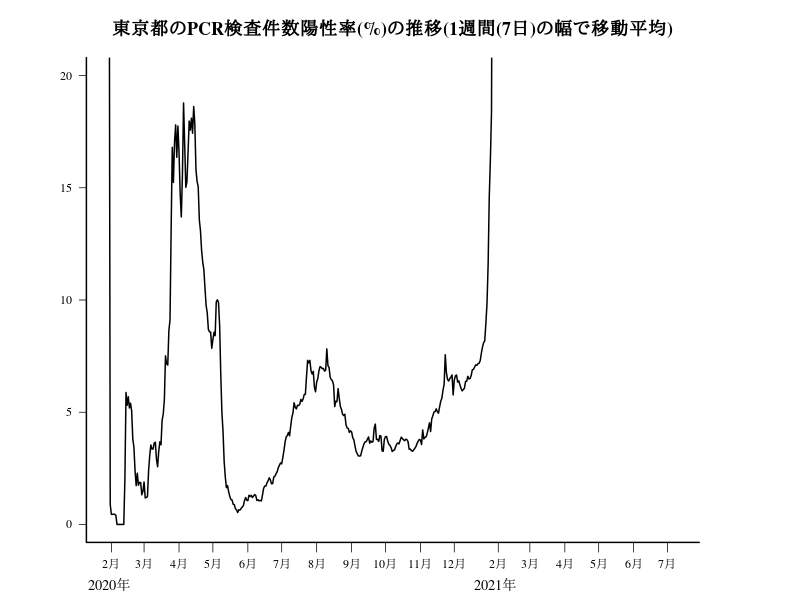 東京都のPCR検査件数陽性率(%)の推移(1週間(7日)の幅で移動平均)
20
15
10
5
0
2月 3月 4月 5月 6月 7月 8月 9月 10月 11月 12月 2月 3月 4月 5月 6月 7月
2020年 2021年